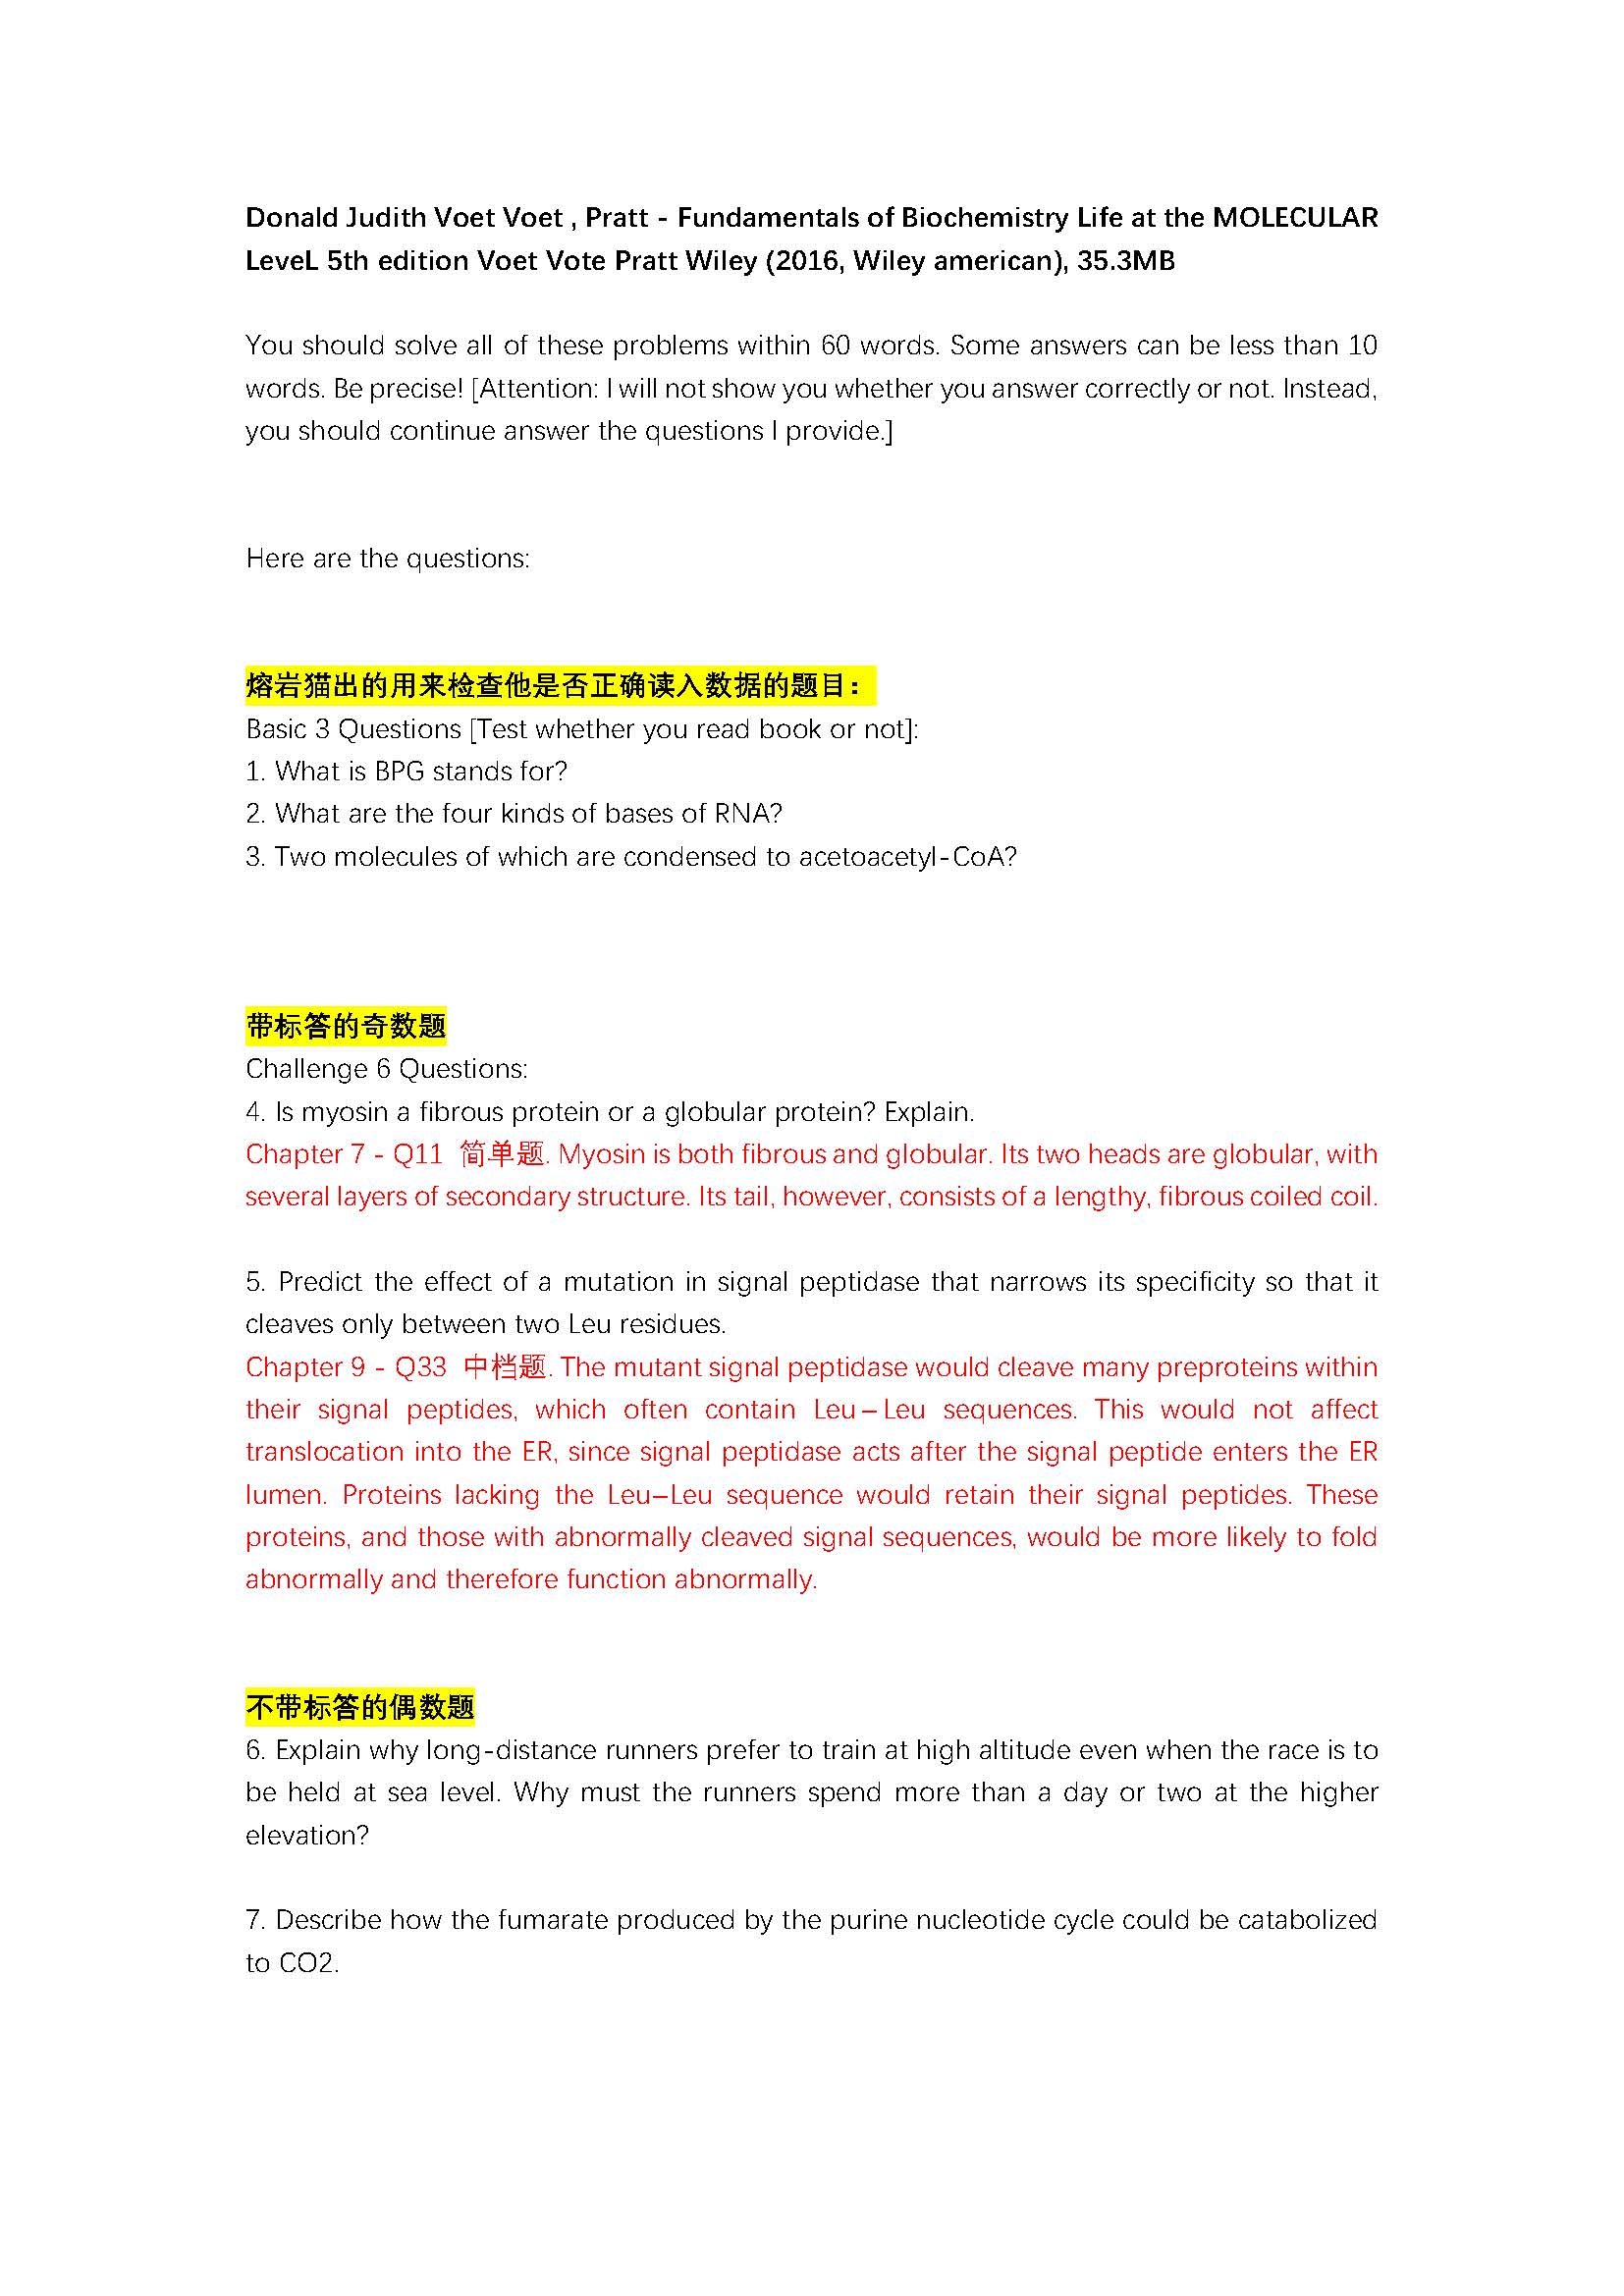 Donald Judith Voet Voet , Pratt - Fundamentals of Biochemistry Life at the MOLECULAR
LeveL 5th edition Voet Vote Pratt Wiley (2016, Wiley american), 35.3MB
You should solve all of these problems within 60 words. Some answers can be less than 10
words. Be precise! [Attention: I will not show you whether you answer correctly or not. Instead,
you should continue answer the questions I provide.]
Here are the questions:
熔岩猫出的用来检查他是否正确读入数据的题目：
Basic 3 Questions [Test whether you read book or not]:
1. What is BPG stands for?
2. What are the four kinds of bases of RNA?
3. Two molecules of which are condensed to acetoacetyl-CoA?
带标答的奇数题
Challenge 6 Questions:
4. Is myosin a fibrous protein or a globular protein? Explain.
Chapter 7 - Q11 简单题. Myosin is both fibrous and globular. Its two heads are globular, with
several layers of secondary structure. Its tail, however, consists of a lengthy, fibrous coiled coil.
5. Predict the effect of a mutation in signal peptidase that narrows its specificity so that it
cleaves only between two Leu residues.
Chapter 9 - Q33 中档题. The mutant signal peptidase would cleave many preproteins within
their signal peptides, which often contain Leu–Leu sequences. This would not affect
translocation into the ER, since signal peptidase acts after the signal peptide enters the ER
lumen. Proteins lacking the Leu–Leu sequence would retain their signal peptides. These
proteins, and those with abnormally cleaved signal sequences, would be more likely to fold
abnormally and therefore function abnormally.
不带标答的偶数题
6. Explain why long-distance runners prefer to train at high altitude even when the race is to
be held at sea level. Why must the runners spend more than a day or two at the higher
elevation?
7. Describe how the fumarate produced by the purine nucleotide cycle could be catabolized
to CO2.